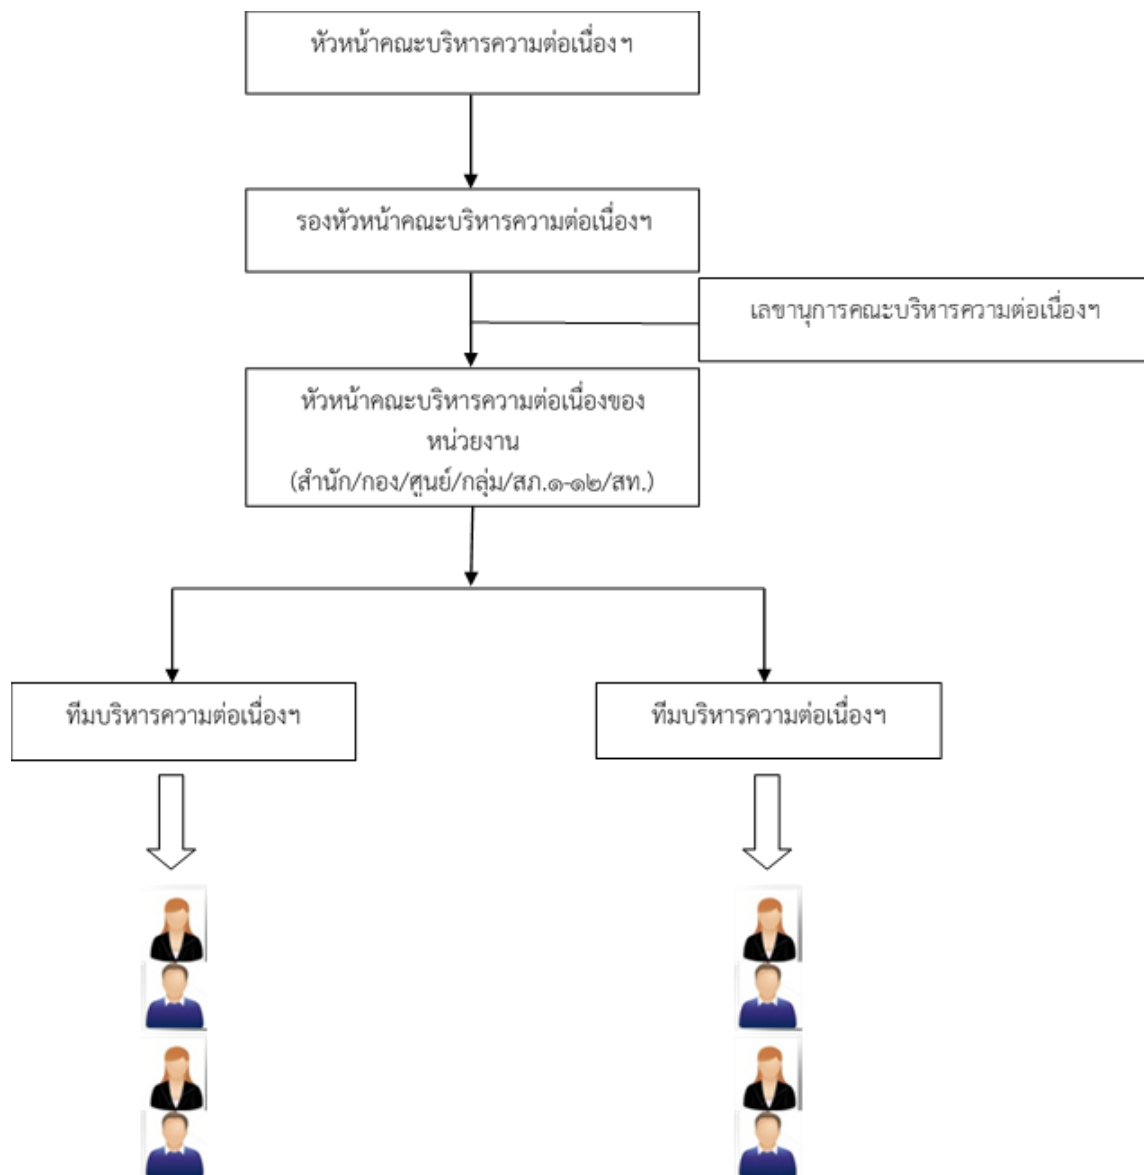 หัวหน้าคณะบริหารความต่อเนื่องฯ
รองหัวหน้าคณะบริหารความต่อเนื่องฯ
เลขานุการคณะบริหารความต่อเนื่องฯ
หัวหน้าคณะบริหารความต่อเนื่องของ
หน่วยงาน
(สำนัก/กอง/ศูนย์/กลุ่ม/สภ.๑-๑๒/สท.)
ทีมบริหารความต่อเนื่องฯ
ทีมบริหารความต่อเนื่องฯ